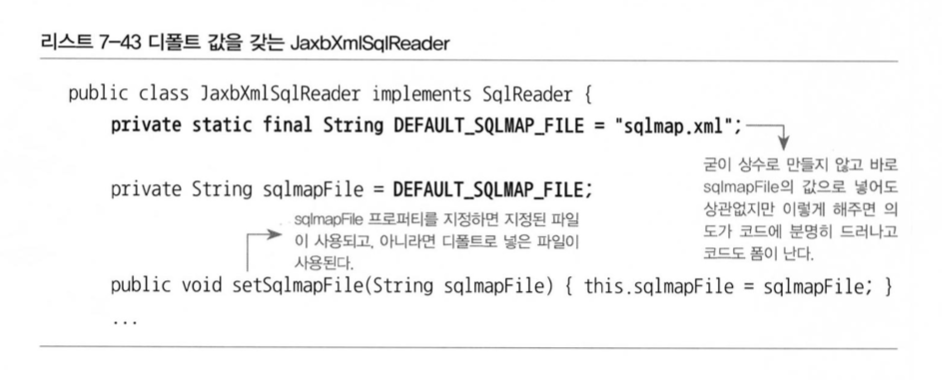 리스트 7-43 디폴트 값을 갖는 JaxbXmlSqlReader
public class JaxbXmlSqlReader implements SqlReader {
private static final String DEFAULT_SQLMAP_FILE = "sqlmap.xml";
굳이 상수로 만들지 않고 바로
sqlmapFile의 값으로 넣어도
상관없지만 이렇게 해주면 의
도가 코드에 분명히 드러나고
코드도 폼이 난다.
private String sqlmapFile = DEFAULT_SQLMAP_FILE;
sqlmapFile 프로퍼티를 지정하면 지정된 파일
이 사용되고, 아니라면 디폴트로 넣은 파일이
사용된다.
public void setSqlmapFile(String sqlmapFile) { this.sqlmapFile = sqlmapFile; }
...